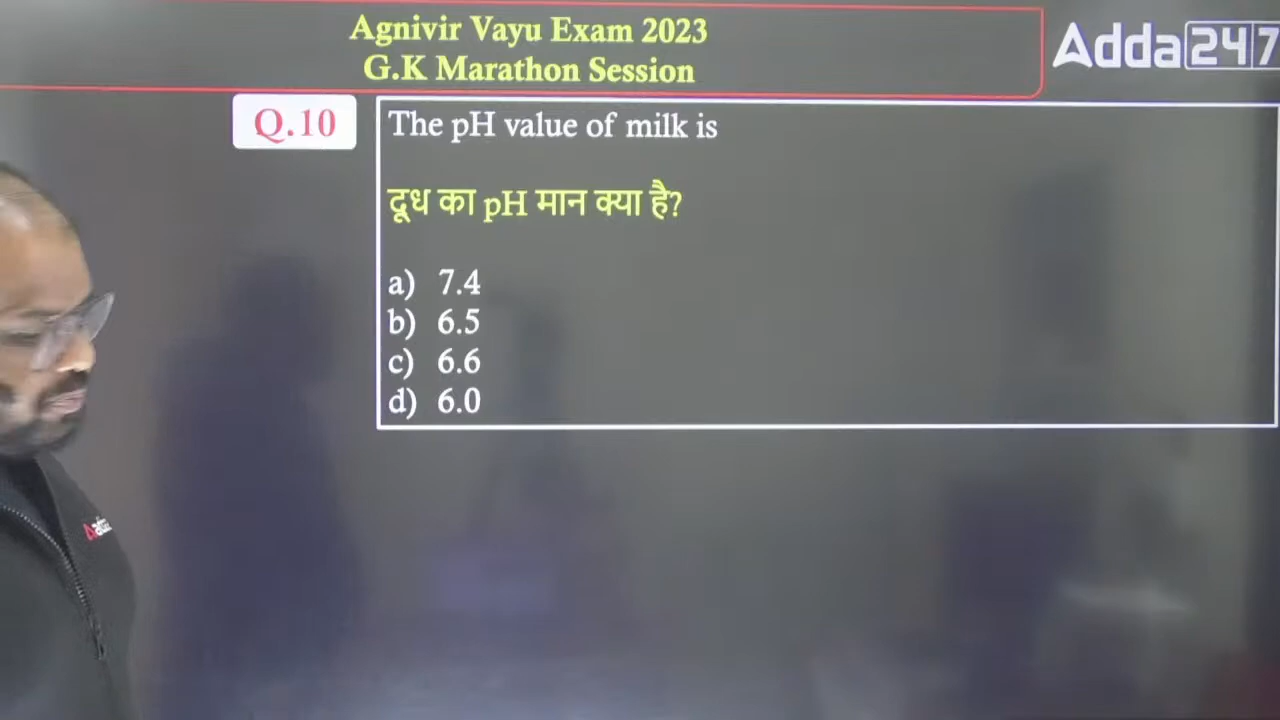 Agnivir Vayu Exam 2023
G.K Marathon Session
Adda247
Q.10
The pH value of milk is
दूध का pH मान क्या है?
a) 7.4
b) 6.5
c) 6.6
d) 6.0